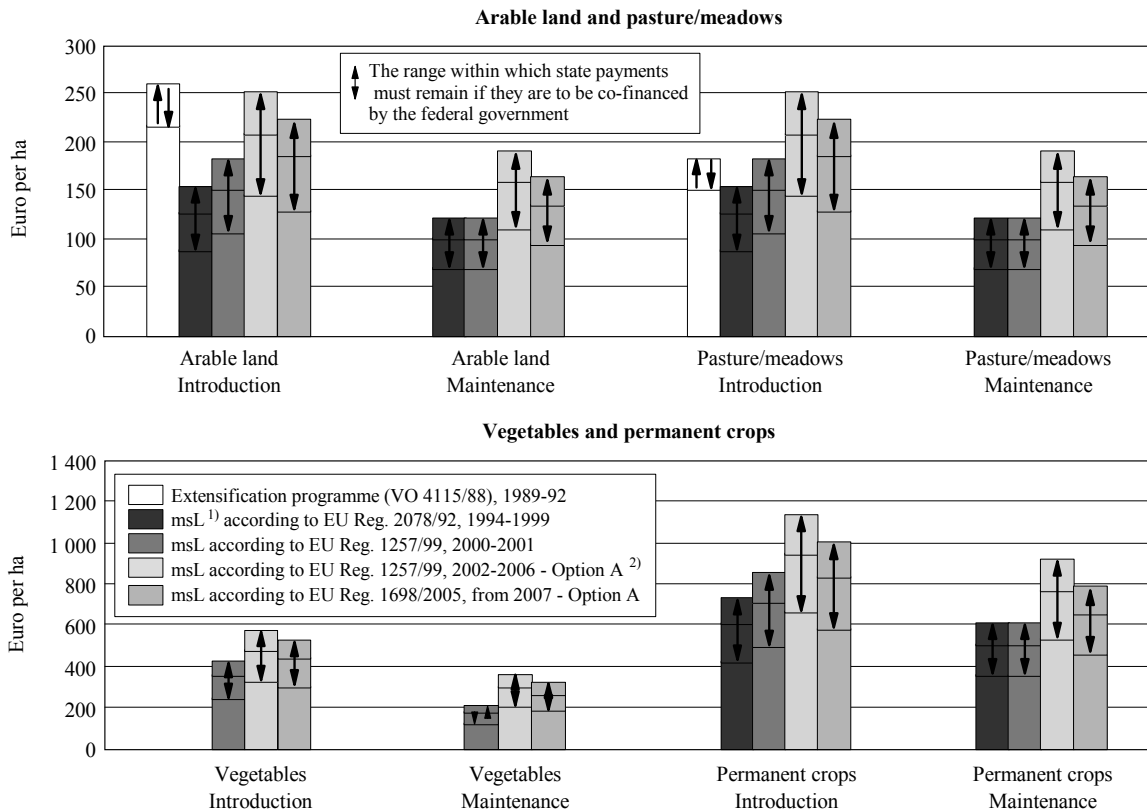 Arable land and pasture/meadows
Euro per ha
300
250
200
150
100
50
0
The range within which state payments
must remain if they are to be co-financed
by the federal government
Arable land
Introduction
Arable land
Maintenance
Pasture/meadows
Introduction
Pasture/meadows
Maintenance
Vegetables and permanent crops
Euro per ha
1 400
1 200
1 000
800
600
400
200
0
Extensification programme (VO 4115/88), 1989-92
msL 1) according to EU Reg. 2078/92, 1994-1999
msL according to EU Reg. 1257/99, 2000-2001
msL according to EU Reg. 1257/99, 2002-2006 - Option A 2)
msL according to EU Reg. 1698/2005, from 2007 - Option A
Vegetables
Introduction
Vegetables
Maintenance
Permanent crops
Introduction
Permanent crops
Maintenance